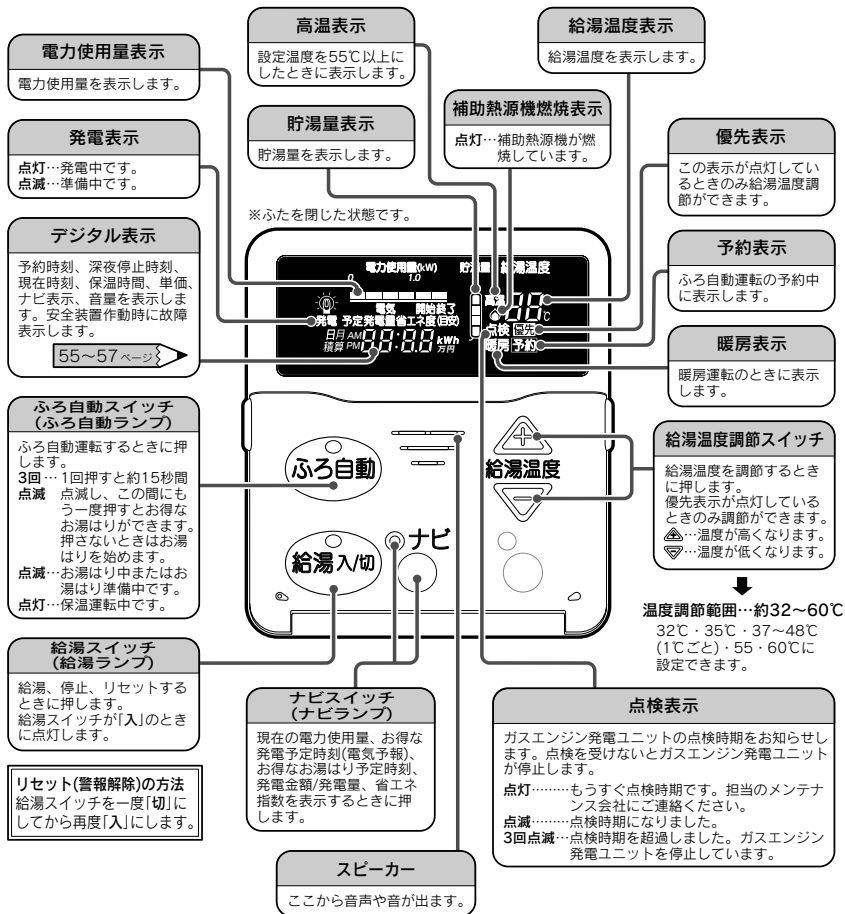 高温表示
設定温度を55℃以上に
したときに表示します。
給湯温度表示
給湯温度を表示します。
電力使用量表示
電力使用量を表示します。
貯湯量表示
貯湯量を表示します。
補助熱源機燃焼表示
点灯…補助熱源機が燃
焼しています。
発電表示
点灯…発電中です。
点滅…準備中です。
優先表示
この表示が点灯してい
るときのみ給湯温度調
節ができます。
※ふたを閉じた状態です。
デジタル表示
予約時刻、深夜停止時刻、
現在時刻、保温時間、単価、
ナビ表示、音量を表示しま
す。安全装置作動時に故障
表示します。
55～57ページ
予約表示
ふろ自動運転の予約中
に表示します。
暖房表示
暖房運転のときに表示
します。
電力使用量(kW) 貯湯量 給湯温度
0 1.0
高温 88℃
電気 開始終了
発電 予定発電量省エネ度(目安)
点検 優先
日月 AM 88:88 kWh
積算 PM 万円
暖房 予約
ふろ自動スイッチ
(ふろ自動ランプ)
ふろ自動運転するときに押
します。
3回…1回押すと約15秒間
点滅 点滅し、この間にも
う一度押すとお得な
お湯はりができます。
押さないときはお湯
はりを始めます。
点滅…お湯はり中またはお
湯はり準備中です。
点灯…保温運転中です。
ふろ自動
給湯温度
給湯入/切
ナビ
給湯温度調節スイッチ
給湯温度を調節するとき
に押します。
優先表示が点灯している
ときのみ調節ができます。
…温度が高くなります。
…温度が低くなります。
温度調節範囲…約32～60℃
32℃・35℃・37～48℃
(1℃ごと)・55・60℃に
設定できます。
給湯スイッチ
(給湯ランプ)
給湯、停止、リセットする
ときに押します。
給湯スイッチが「入」のとき
に点灯します。
リセット(警報解除)の方法
給湯スイッチを一度「切」に
してから再度「入」にします。
ナビスイッチ
(ナビランプ)
現在の電力使用量、お得な
発電予定時刻(電気予報)、
お得なお湯はり予定時刻、
発電金額/発電量、省エネ
指数を表示するときに押
します。
点検表示
ガスエンジン発電ユニットの点検時期をお知らせし
ます。点検を受けないとガスエンジン発電ユニット
が停止します。
点灯………もうすぐ点検時期です。担当のメンテナ
ンス会社にご連絡ください。
点滅………点検時期になりました。
3回点滅…点検時期を超過しました。ガスエンジン
発電ユニットを停止しています。
スピーカー
ここから音声や音が出ます。